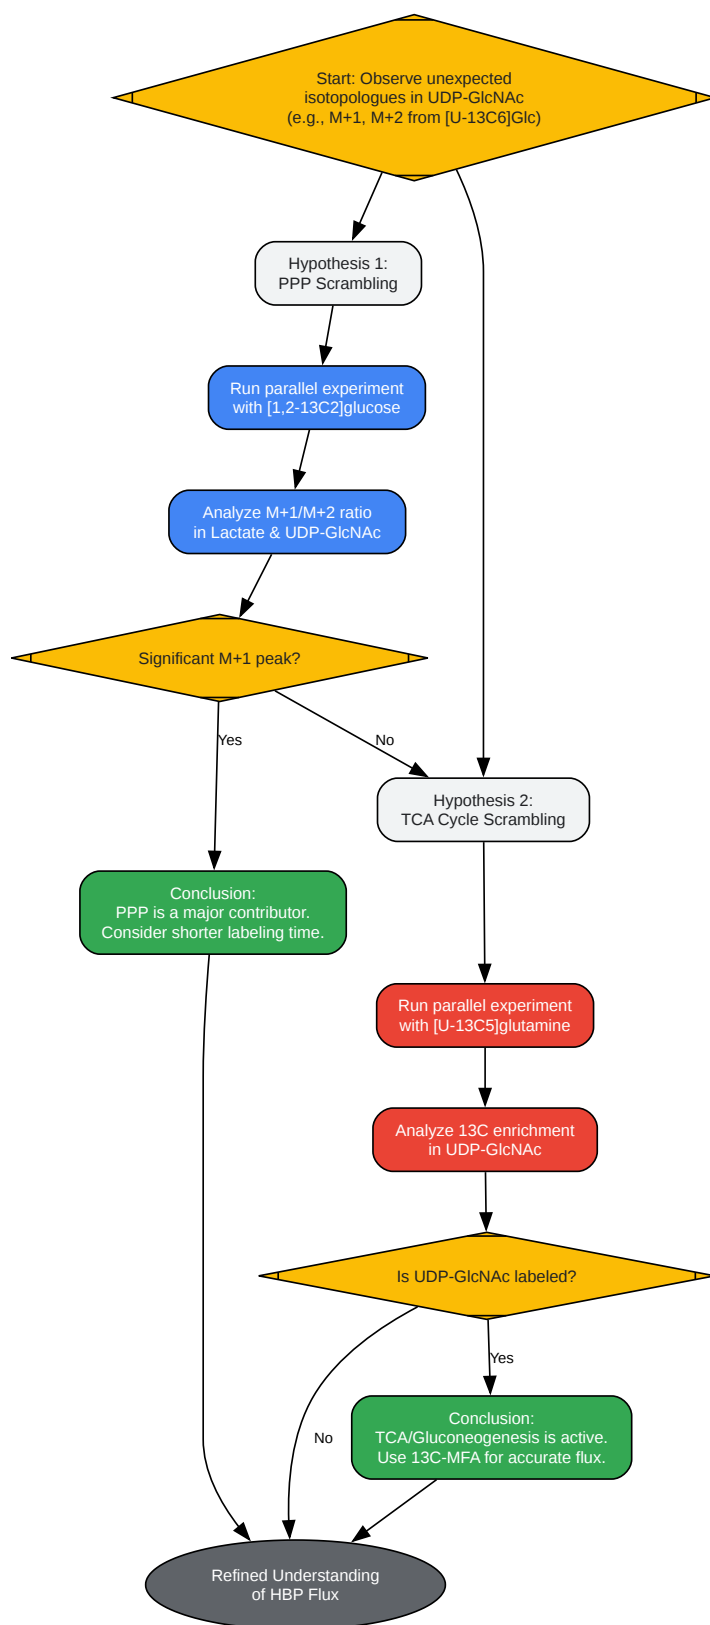 Start: Observe unexpected
isotopologues in UDP-GlcNAc
(e.g., M+1, M+2 from [U-13C6]Glc)
Hypothesis 1:
PPP Scrambling
Run parallel experiment
with [1,2-13C2]glucose
Analyze M+1/M+2 ratio
in Lactate & UDP-GlcNAc
Significant M+1 peak?
Yes
No
Hypothesis 2:
TCA Cycle Scrambling
Conclusion:
PPP is a major contributor.
Consider shorter labeling time.
Run parallel experiment
with [U-13C5]glutamine
Analyze 13C enrichment
in UDP-GlcNAc
Is UDP-GlcNAc labeled?
Yes
No
Conclusion:
TCA/Gluconeogenesis is active.
Use 13C-MFA for accurate flux.
Refined Understanding
of HBP Flux